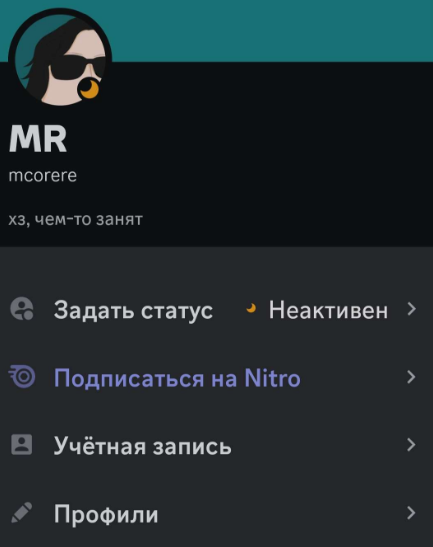 MR
mcorere
хз, чем-то занят
Задать статус Неактивен
Подписаться на Nitro
Учётная запись
Профили